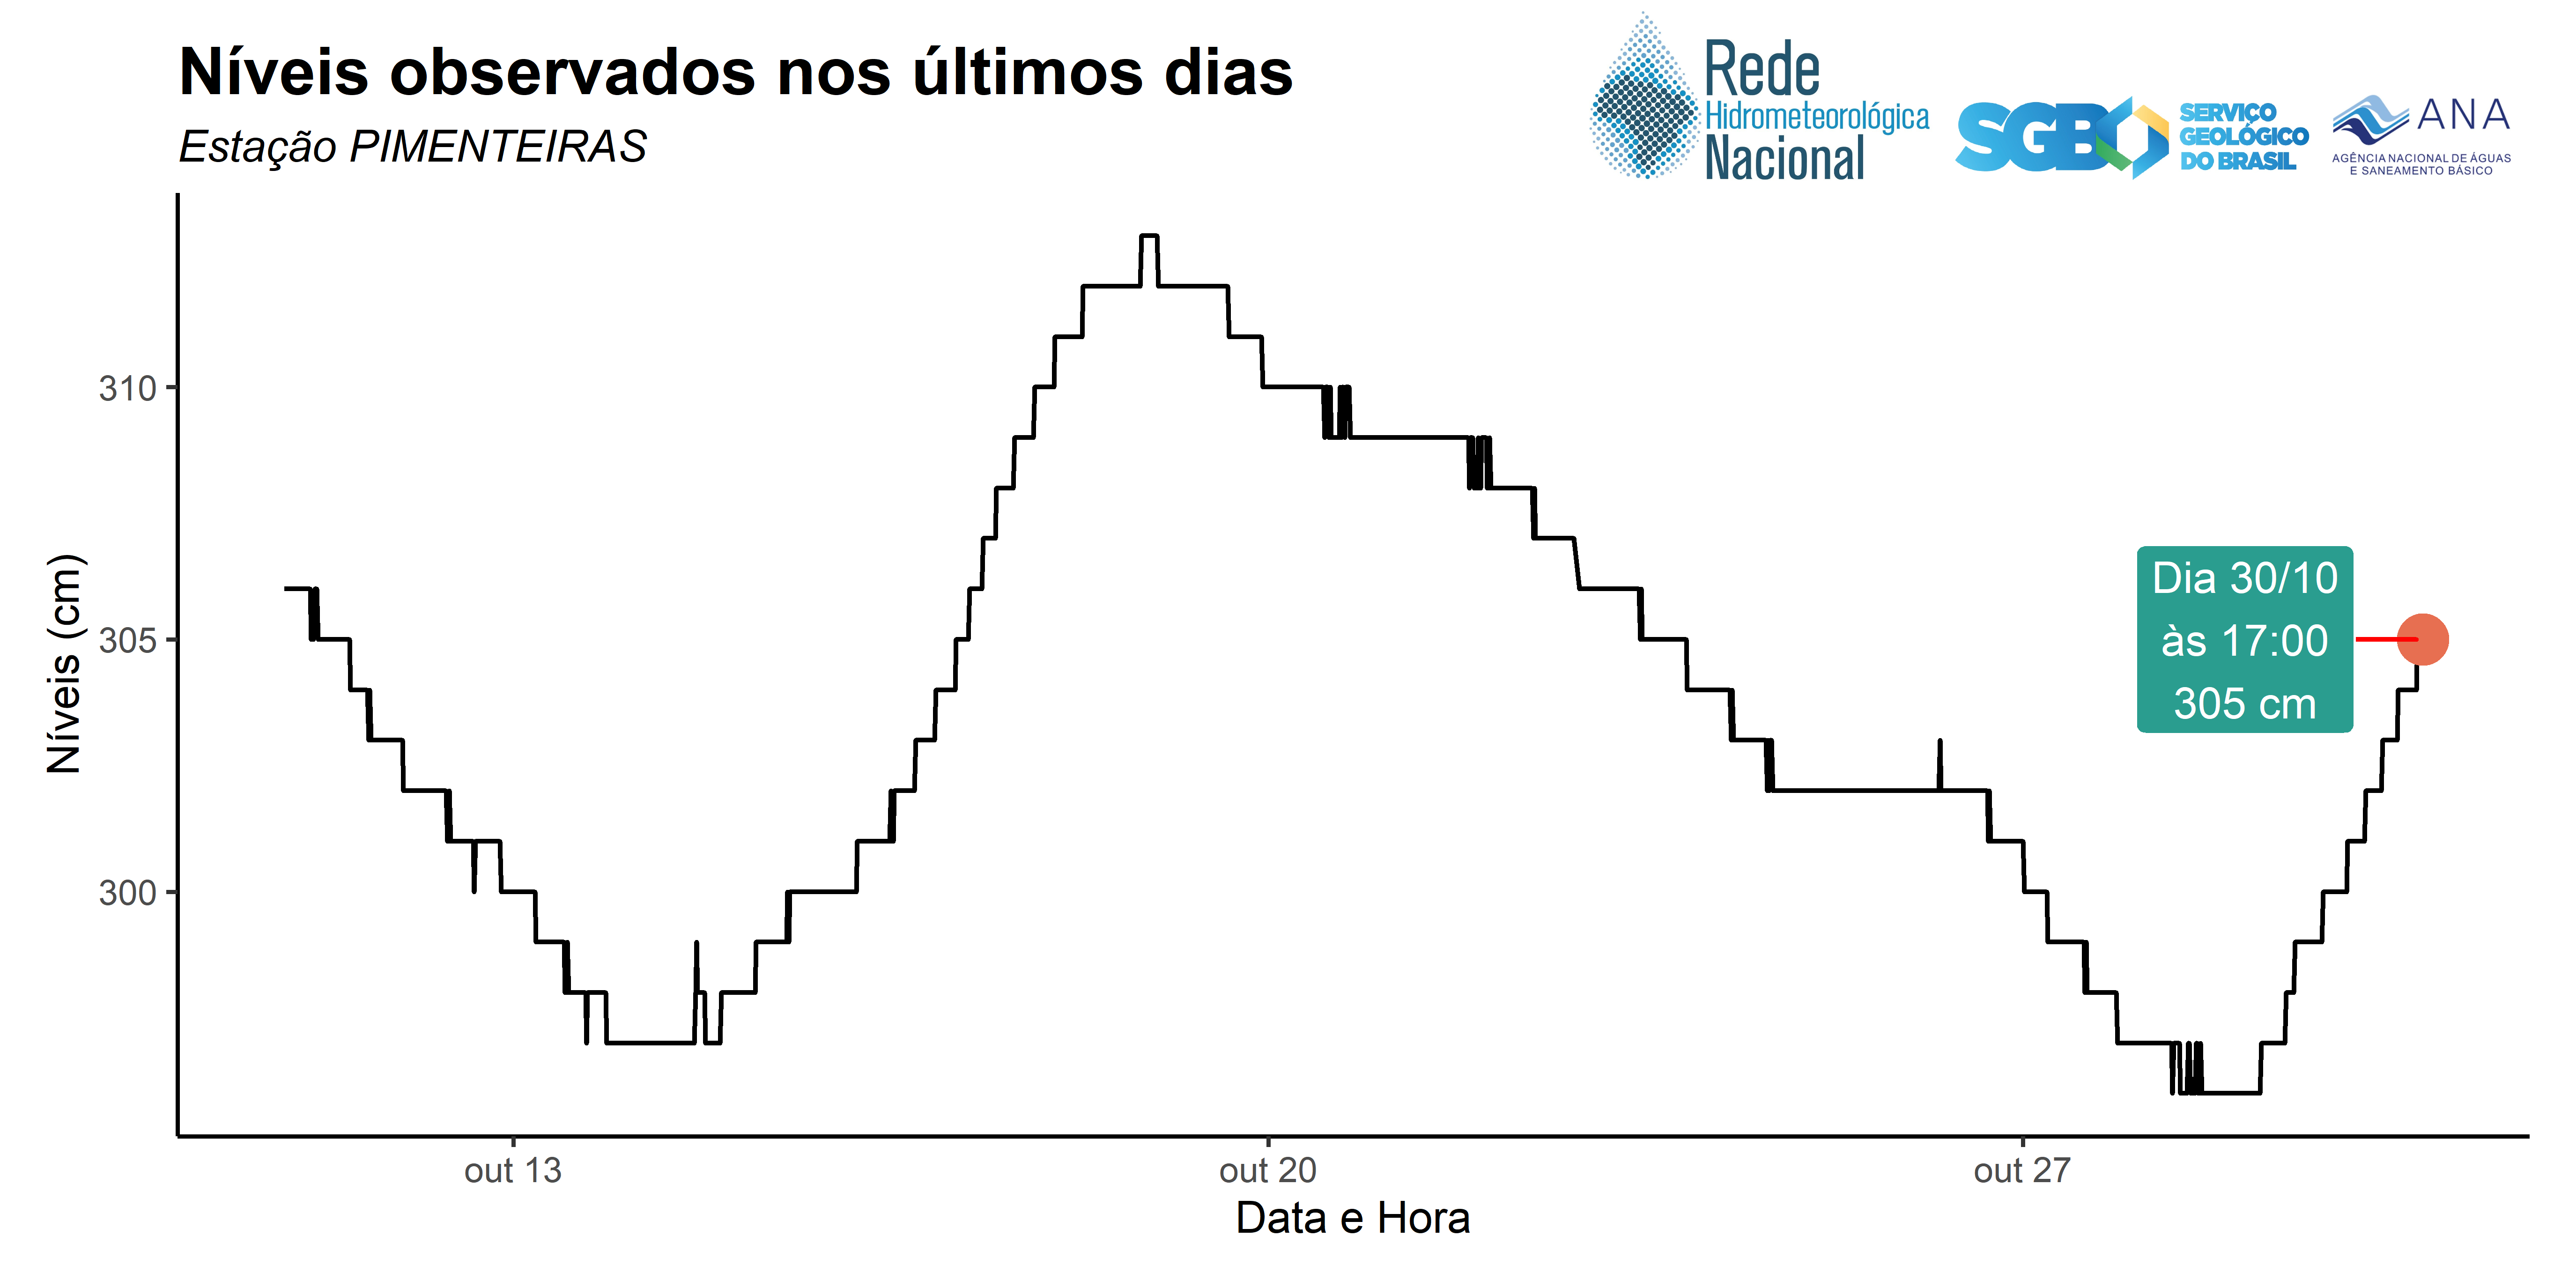 Níveis observados nos últimos dias
Estação PIMENTEIRAS
Rede
Hidrometeorológica
Nacional
SGB
SERVIÇO
GEOLÓGICO
DO BRASIL
ANA
AGÊNCIA NACIONAL DE ÁGUAS
E SANEAMENTO BÁSICO
Níveis (cm)
310
305
300
Dia 30/10
às 17:00
305 cm
out 13
out 20
out 27
Data e Hora